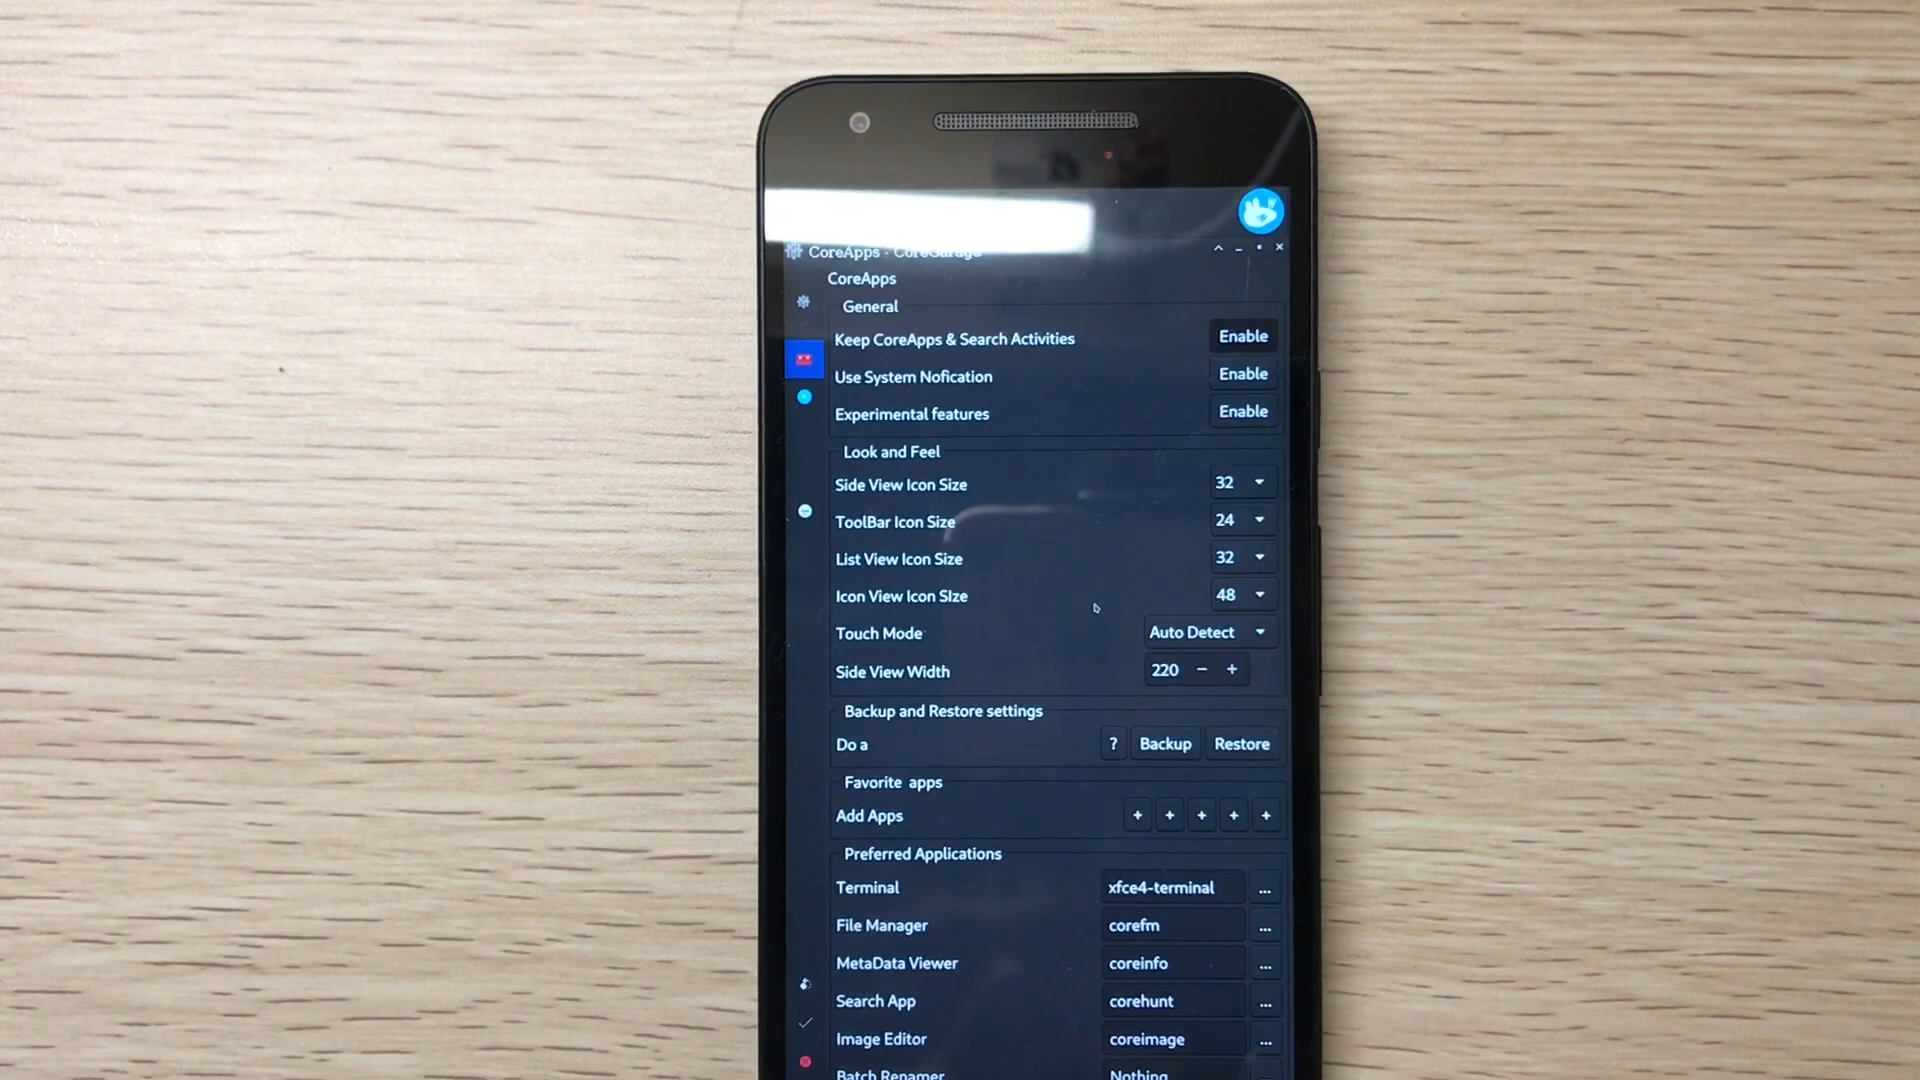 CoreApps - CoreGarage
CoreApps
General
Keep CoreApps & Search Activities Enable
Use System Nofication Enable
Experimental features Enable
Look and Feel
Side View Icon Size 32
ToolBar Icon Size 24
List View Icon Size 32
Icon View Icon SIze 48
Touch Mode Auto Detect
Side View Width 220 − +
Backup and Restore settings
Do a ? Backup Restore
Favorite apps
Add Apps + + + + +
Preferred Applications
Terminal xfce4-terminal ...
File Manager corefm ...
MetaData Viewer coreinfo ...
Search App corehunt ...
Image Editor coreimage ...
Batch Renamer Nothing ...